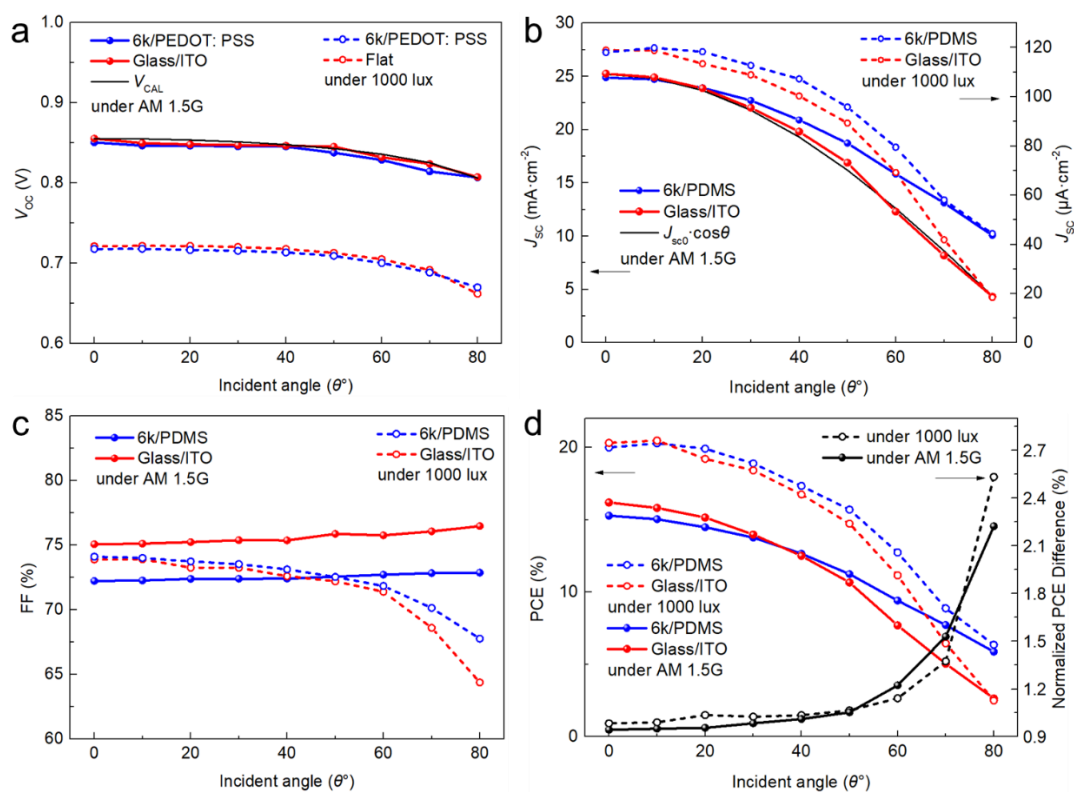 a
1.0
0.9
0.8
0.7
0.6
V_OC (V)
6k/PEDOT: PSS
Glass/ITO
V_CAL
under AM 1.5G
6k/PEDOT: PSS
Flat
under 1000 lux
0 20 40 60 80
Incident angle (θ°)
b
30
25
20
15
10
5
0
J_SC (mA·cm⁻²)
6k/PDMS
Glass/ITO
under 1000 lux
6k/PDMS
Glass/ITO
J_SC0·cosθ
under AM 1.5G
120
100
80
60
40
20
0
J_SC (μA·cm⁻²)
0 20 40 60 80
Incident angle (θ°)
c
85
80
75
70
65
60
FF (%)
6k/PDMS
Glass/ITO
under AM 1.5G
6k/PDMS
Glass/ITO
under 1000 lux
0 20 40 60 80
Incident angle (θ°)
d
20
10
0
PCE (%)
under 1000 lux
under AM 1.5G
6k/PDMS
Glass/ITO
under 1000 lux
6k/PDMS
Glass/ITO
under AM 1.5G
2.7
2.4
2.1
1.8
1.5
1.2
0.9
Normalized PCE Difference (%)
0 20 40 60 80
Incident angle (θ°)